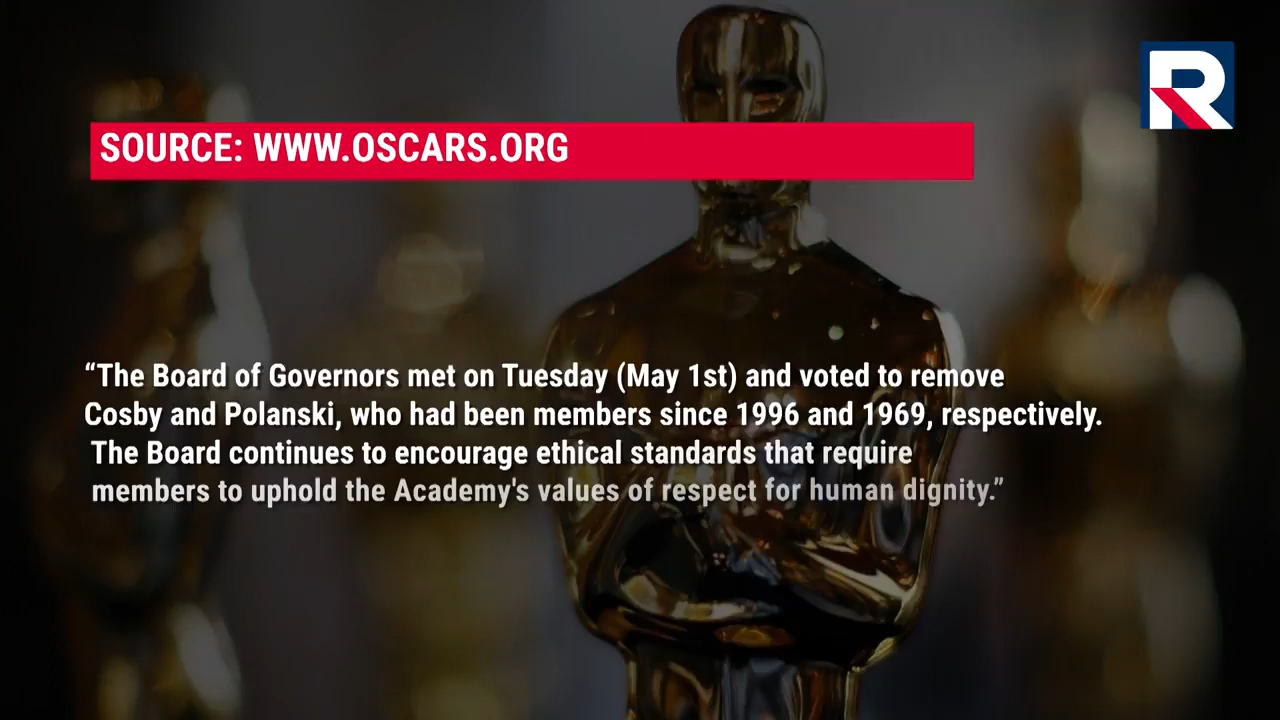 SOURCE: WWW.OSCARS.ORG
R
“The Board of Governors met on Tuesday (May 1st) and voted to remove
Cosby and Polanski, who had been members since 1996 and 1969, respectively.
The Board continues to encourage ethical standards that require
members to uphold the Academy's values of respect for human dignity.”